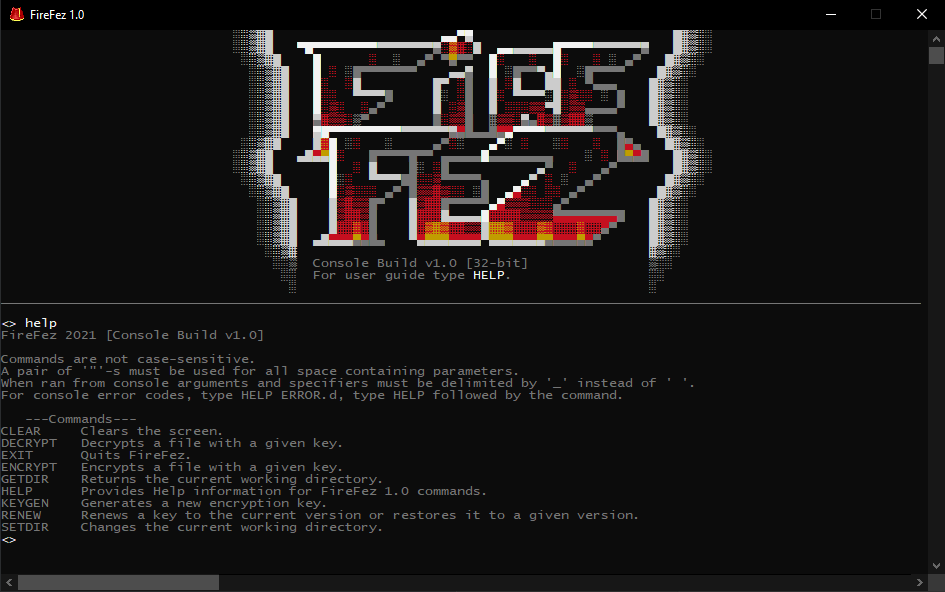 FireFez 1.0
FIRE
FEZ
Console Build v1.0 [32-bit]
For user guide type HELP.
<> help
FireFez 2021 [Console Build v1.0]
Commands are not case-sensitive.
A pair of '"'-s must be used for all space containing parameters.
When ran from console arguments and specifiers must be delimited by '_' instead of ' '.
For console error codes, type HELP ERROR.d, type HELP followed by the command.
---Commands---
CLEAR Clears the screen.
DECRYPT Decrypts a file with a given key.
EXIT Quits FireFez.
ENCRYPT Encrypts a file with a given key.
GETDIR Returns the current working directory.
HELP Provides Help information for FireFez 1.0 commands.
KEYGEN Generates a new encryption key.
RENEW Renews a key to the current version or restores it to a given version.
SETDIR Changes the current working directory.
<>